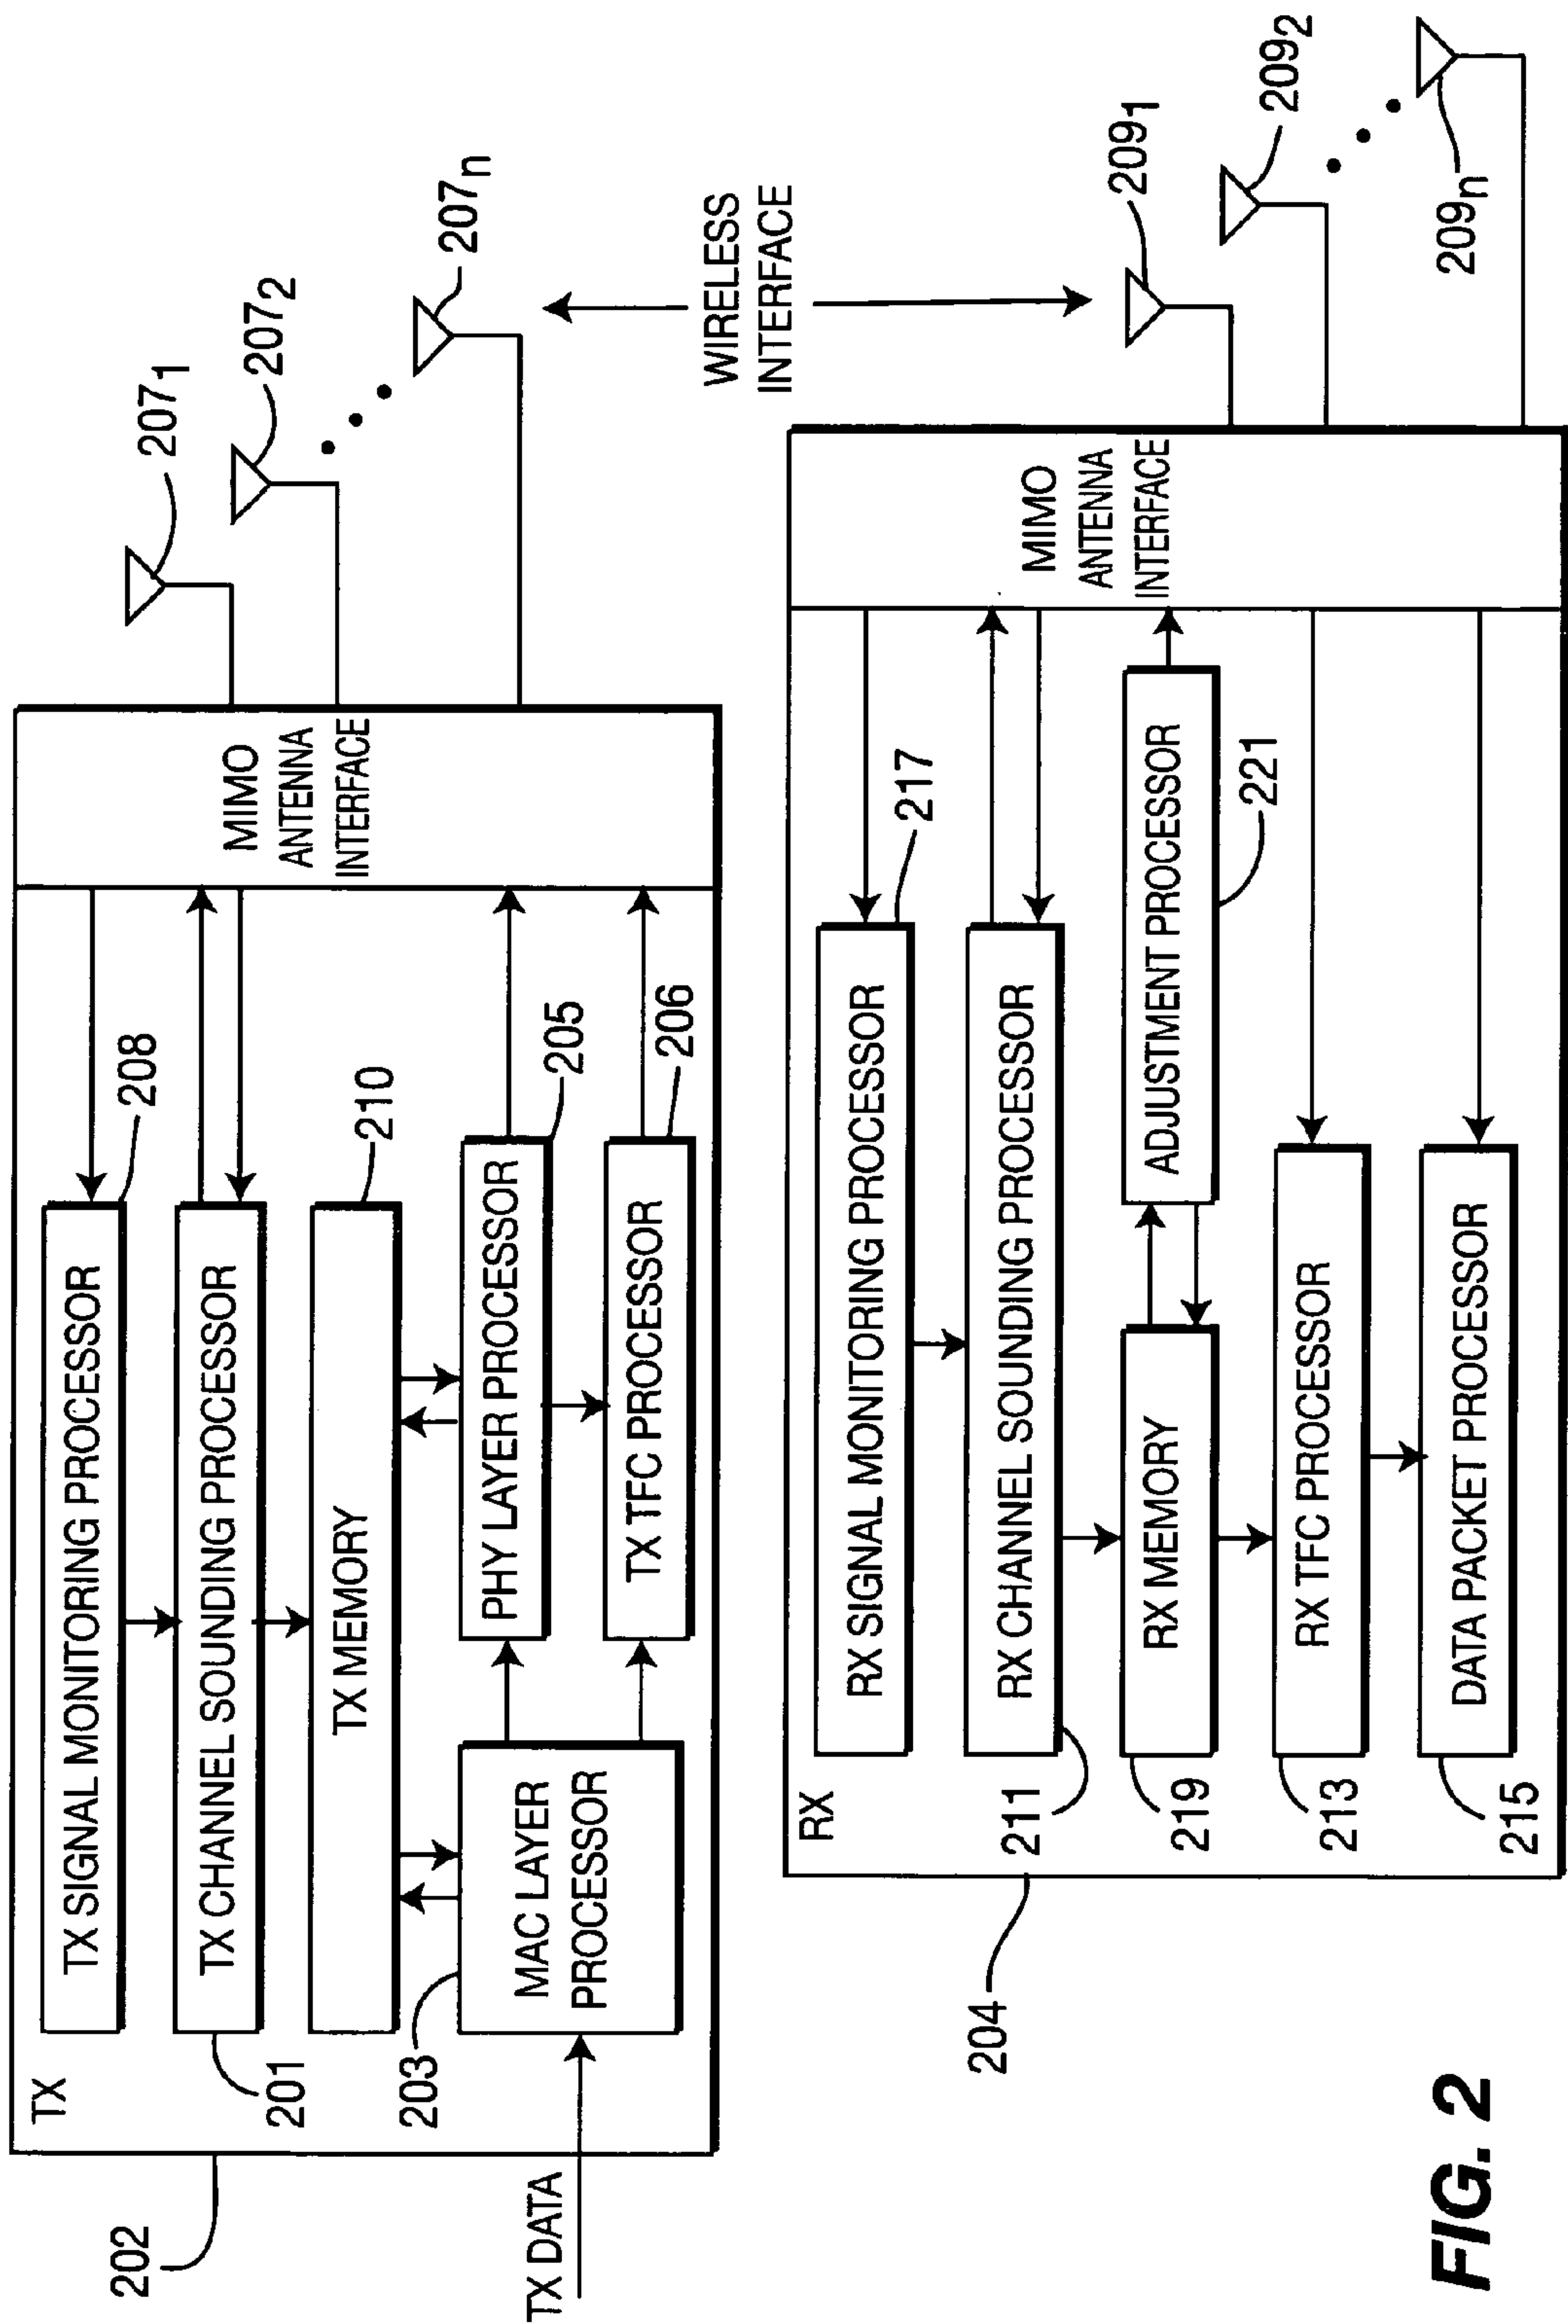 202
TX
TX SIGNAL MONITORING PROCESSOR
208
TX CHANNEL SOUNDING PROCESSOR
201
TX MEMORY
210
203
MAC LAYER
PROCESSOR
PHY LAYER PROCESSOR
205
TX TFC PROCESSOR
206
TX DATA
MIMO
ANTENNA
INTERFACE
207₁
207₂
207ₙ
WIRELESS
INTERFACE
204
RX
RX SIGNAL MONITORING PROCESSOR
217
RX CHANNEL SOUNDING PROCESSOR
211
RX MEMORY
219
ADJUSTMENT PROCESSOR
221
RX TFC PROCESSOR
213
DATA PACKET PROCESSOR
215
MIMO
ANTENNA
INTERFACE
209₁
209₂
209ₙ
FIG. 2